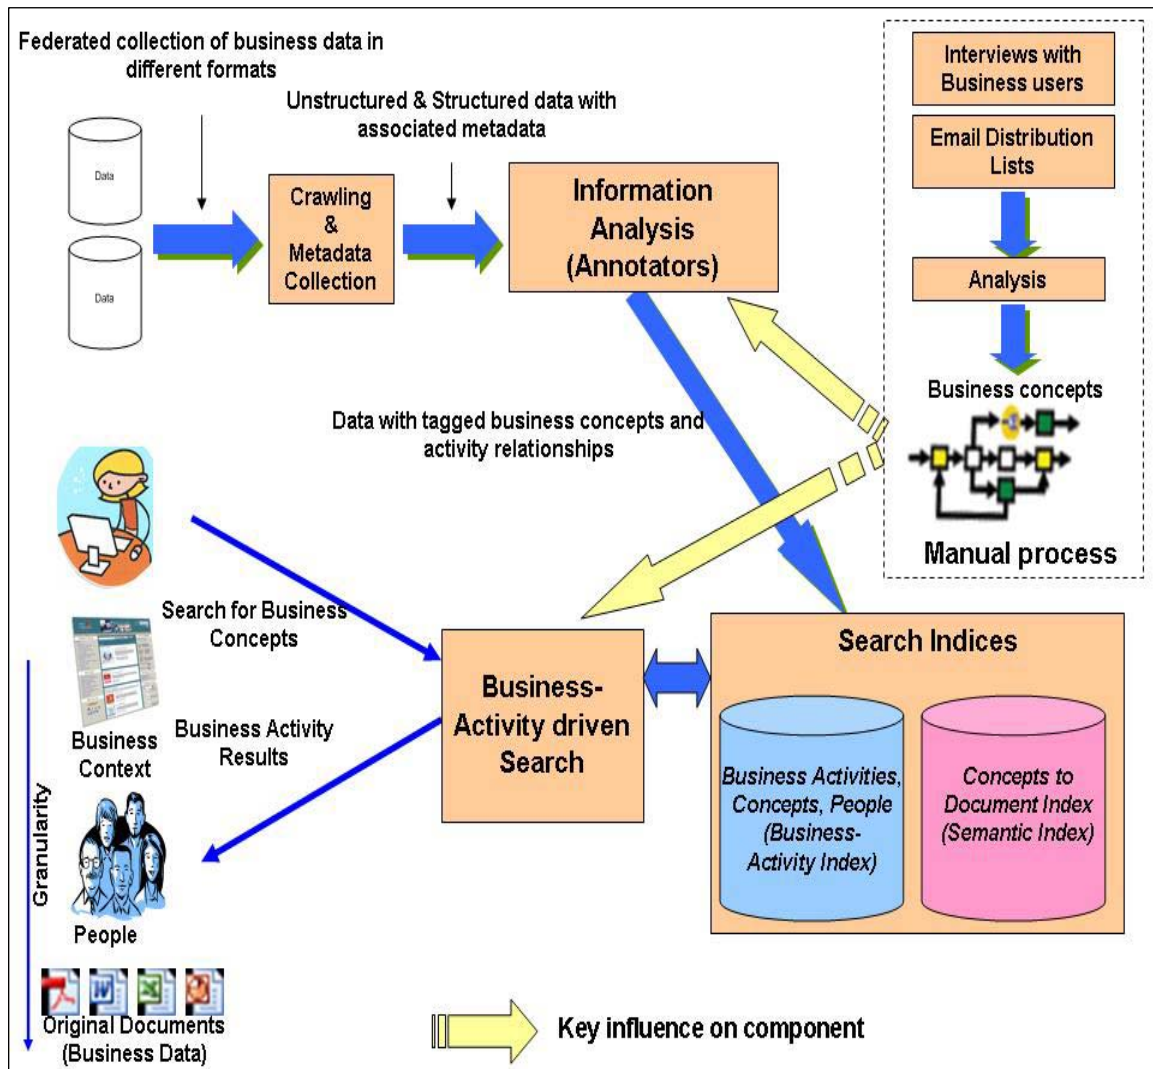 Federated collection of business data in
different formats
Unstructured & Structured data with
associated metadata
Data
Data
Crawling
&
Metadata
Collection
Information
Analysis
(Annotators)
Interviews with
Business users
Email Distribution
Lists
Analysis
Business concepts
Manual process
Data with tagged business concepts and
activity relationships
Search for Business
Concepts
Business Activity
Results
Business
Context
Granularity
People
Original Documents
(Business Data)
Business-
Activity driven
Search
Search Indices
Business Activities,
Concepts, People
(Business-
Activity Index)
Concepts to
Document Index
(Semantic Index)
Key influence on component